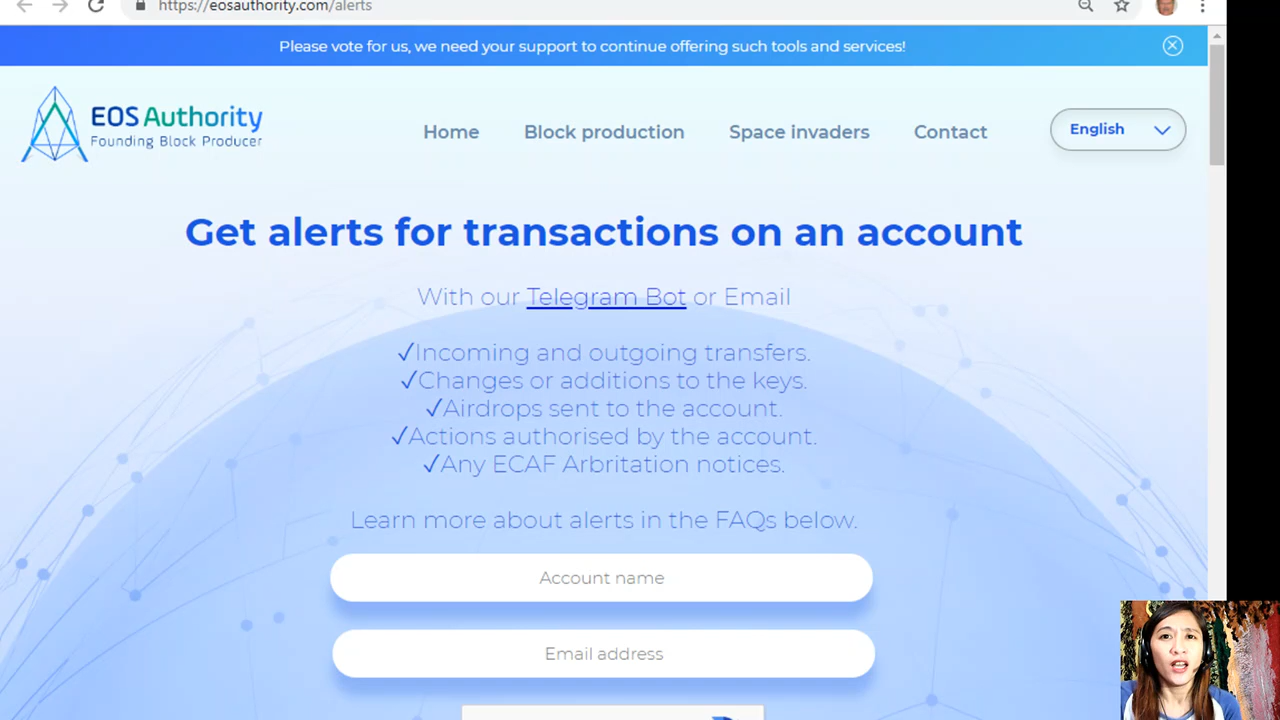 https://eosauthority.com/alerts
Please vote for us, we need your support to continue offering such tools and services!
EOS Authority
Founding Block Producer
Home Block production Space invaders Contact English
Get alerts for transactions on an account
With our Telegram Bot or Email
✓Incoming and outgoing transfers.
✓Changes or additions to the keys.
✓Airdrops sent to the account.
✓Actions authorised by the account.
✓Any ECAF Arbritation notices.
Learn more about alerts in the FAQs below.
Account name
Email address